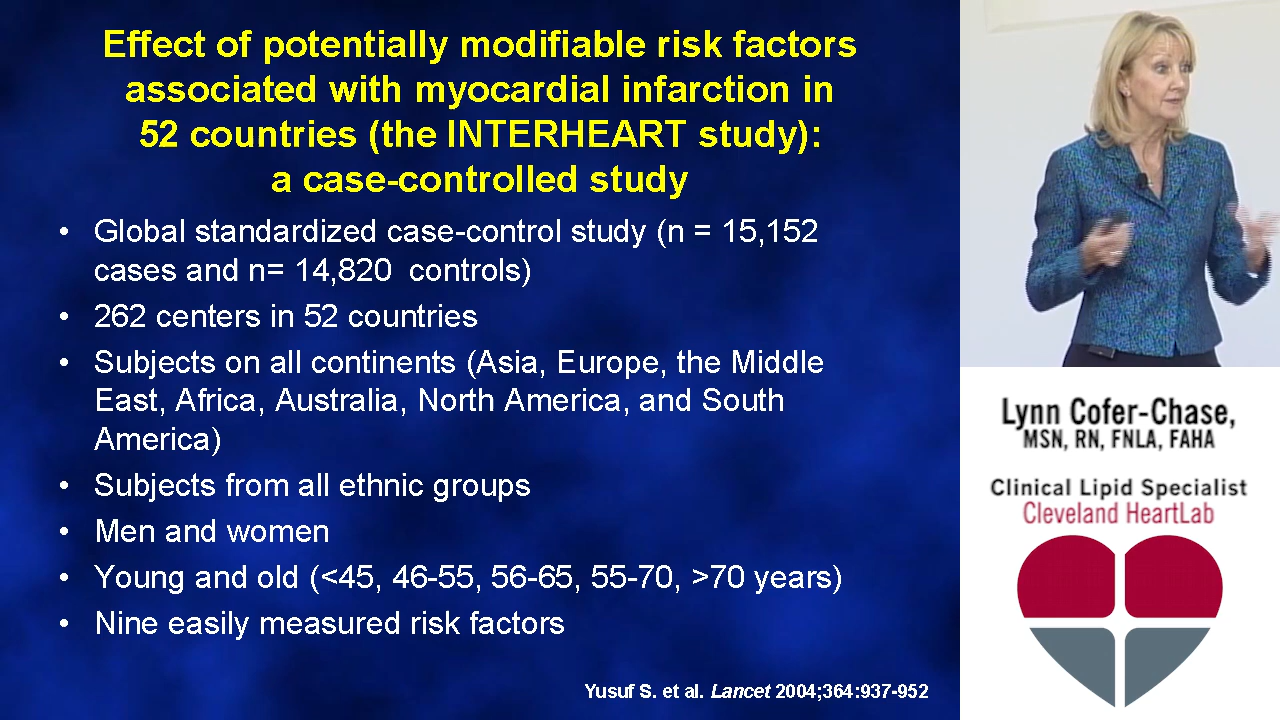 Effect of potentially modifiable risk factors
associated with myocardial infarction in
52 countries (the INTERHEART study):
a case-controlled study
• Global standardized case-control study (n = 15,152
cases and n= 14,820  controls)
• 262 centers in 52 countries
• Subjects on all continents (Asia, Europe, the Middle
East, Africa, Australia, North America, and South
America)
• Subjects from all ethnic groups
• Men and women
• Young and old (<45, 46-55, 56-65, 55-70, >70 years)
• Nine easily measured risk factors
Yusuf S. et al. Lancet 2004;364:937-952
Lynn Cofer-Chase,
MSN, RN, FNLA, FAHA
Clinical Lipid Specialist
Cleveland HeartLab